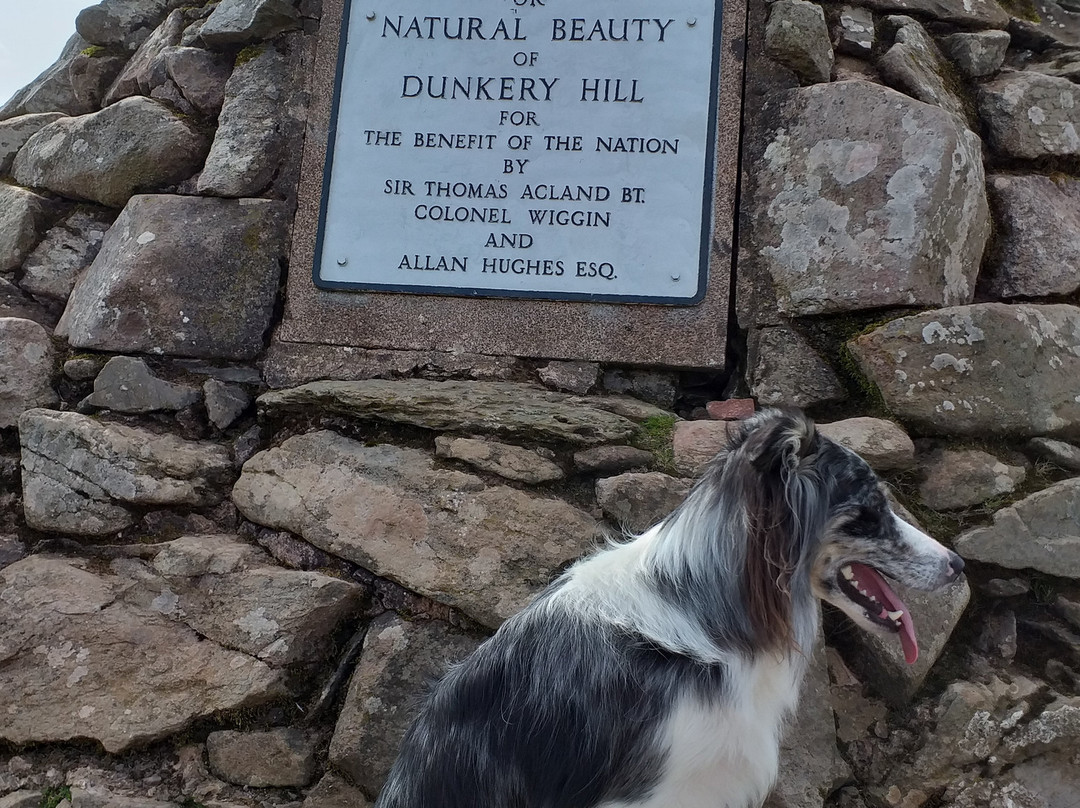 NATURAL BEAUTY
OF
DUNKERY HILL
FOR
THE BENEFIT OF THE NATION
BY
SIR THOMAS ACLAND BT.
COLONEL WIGGIN
AND
ALLAN HUGHES ESQ.